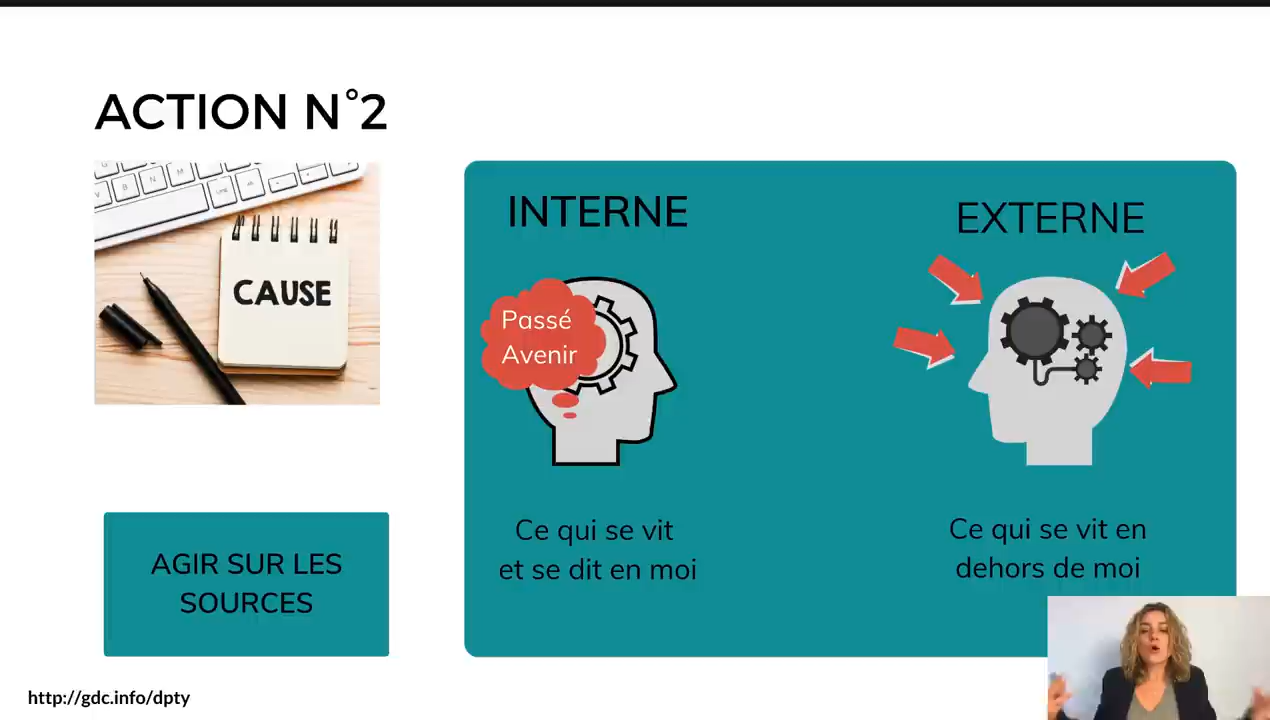 ACTION N°2
CAUSE
AGIR SUR LES
SOURCES
INTERNE
Passé
Avenir
Ce qui se vit
et se dit en moi
EXTERNE
Ce qui se vit en
dehors de moi
http://gdc.info/dpty